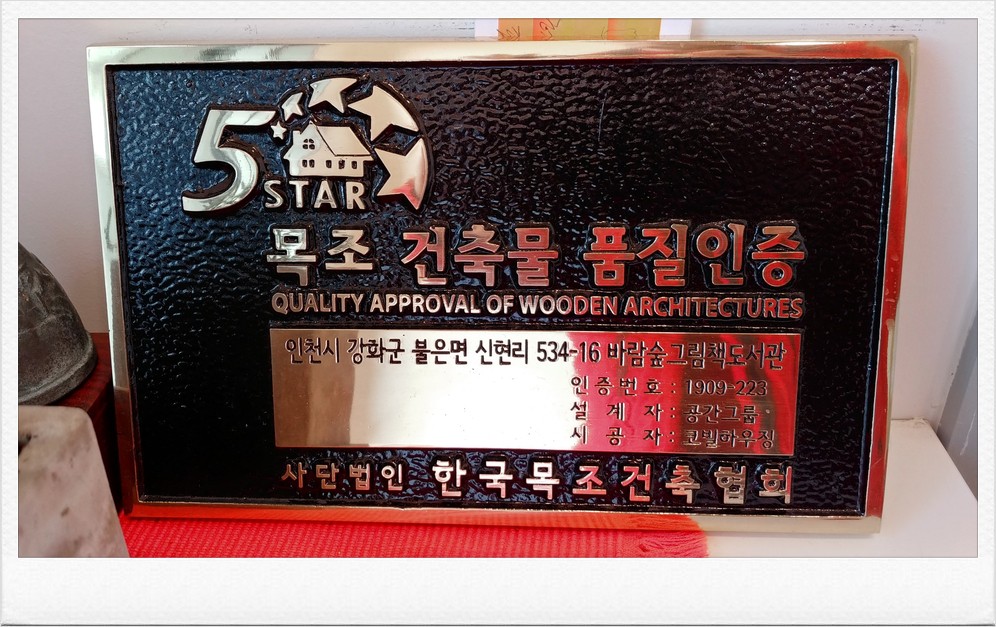 5 STAR
목조 건축물 품질인증
QUALITY APPROVAL OF WOODEN ARCHITECTURES
인천시 강화군 불은면 신현리 534-16 바람숲그림책도서관
인증번호 : 1909-223
설 계 자 : 공간그룹
시 공 자 : 코빌하우징
사단법인 한국목조건축협회